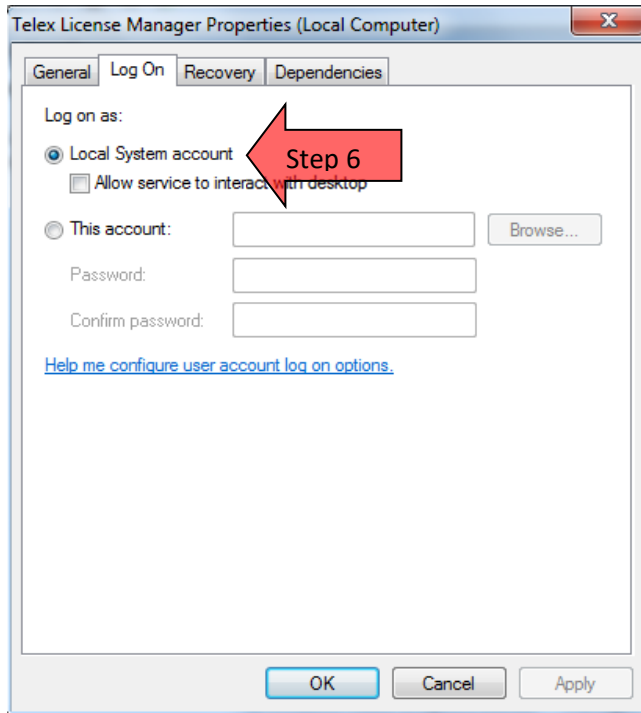 Telex License Manager Properties (Local Computer)
General Log On Recovery Dependencies
Log on as:
Local System account
Step 6
Allow service to interact with desktop
This account:
Browse...
Password:
Confirm password:
Help me configure user account log on options.
OK Cancel Apply